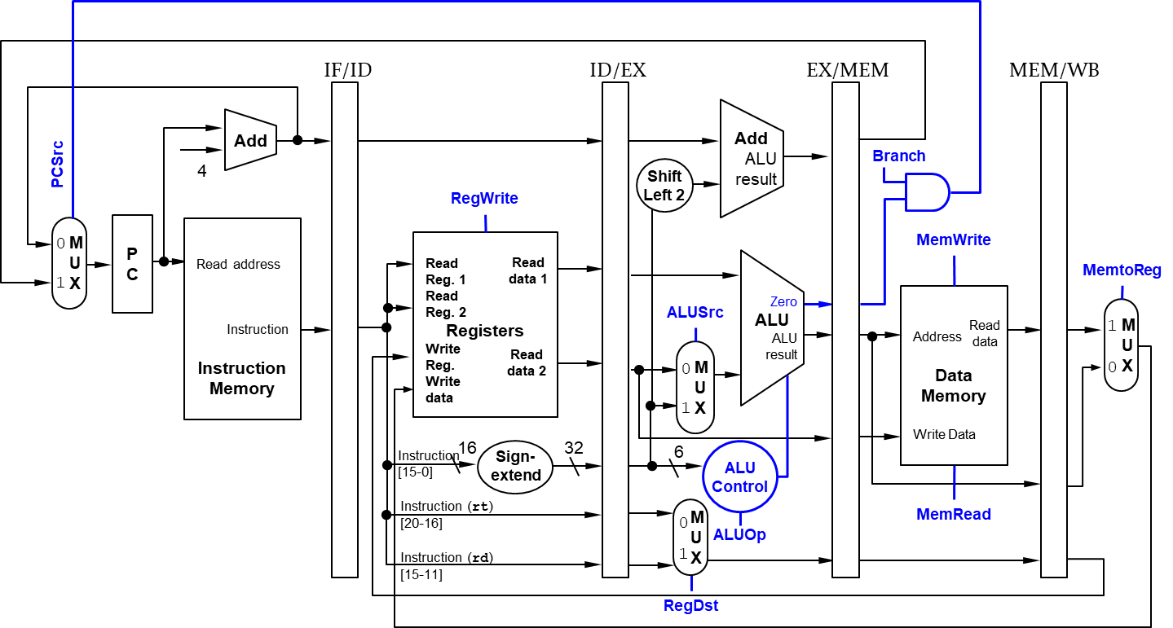 IF/ID
ID/EX
EX/MEM
MEM/WB
PCSrc
Add
4
0 M
U
1 X
P
C
Read address
Instruction
Instruction
Memory
RegWrite
Read
Reg. 1
Read
Reg. 2
Registers
Write
Reg.
Write
data
Read
data 1
Read
data 2
Instruction
[15-0]
16
Sign-
extend
32
Instruction (rt)
[20-16]
Instruction (rd)
[15-11]
Add
ALU
result
Shift
Left 2
ALUSrc
0 M
U
1 X
Zero
ALU
ALU
result
6
ALU
Control
ALUOp
0 M
U
1 X
RegDst
Branch
MemWrite
Address
Read
data
Data
Memory
Write Data
MemRead
MemtoReg
1 M
U
0 X